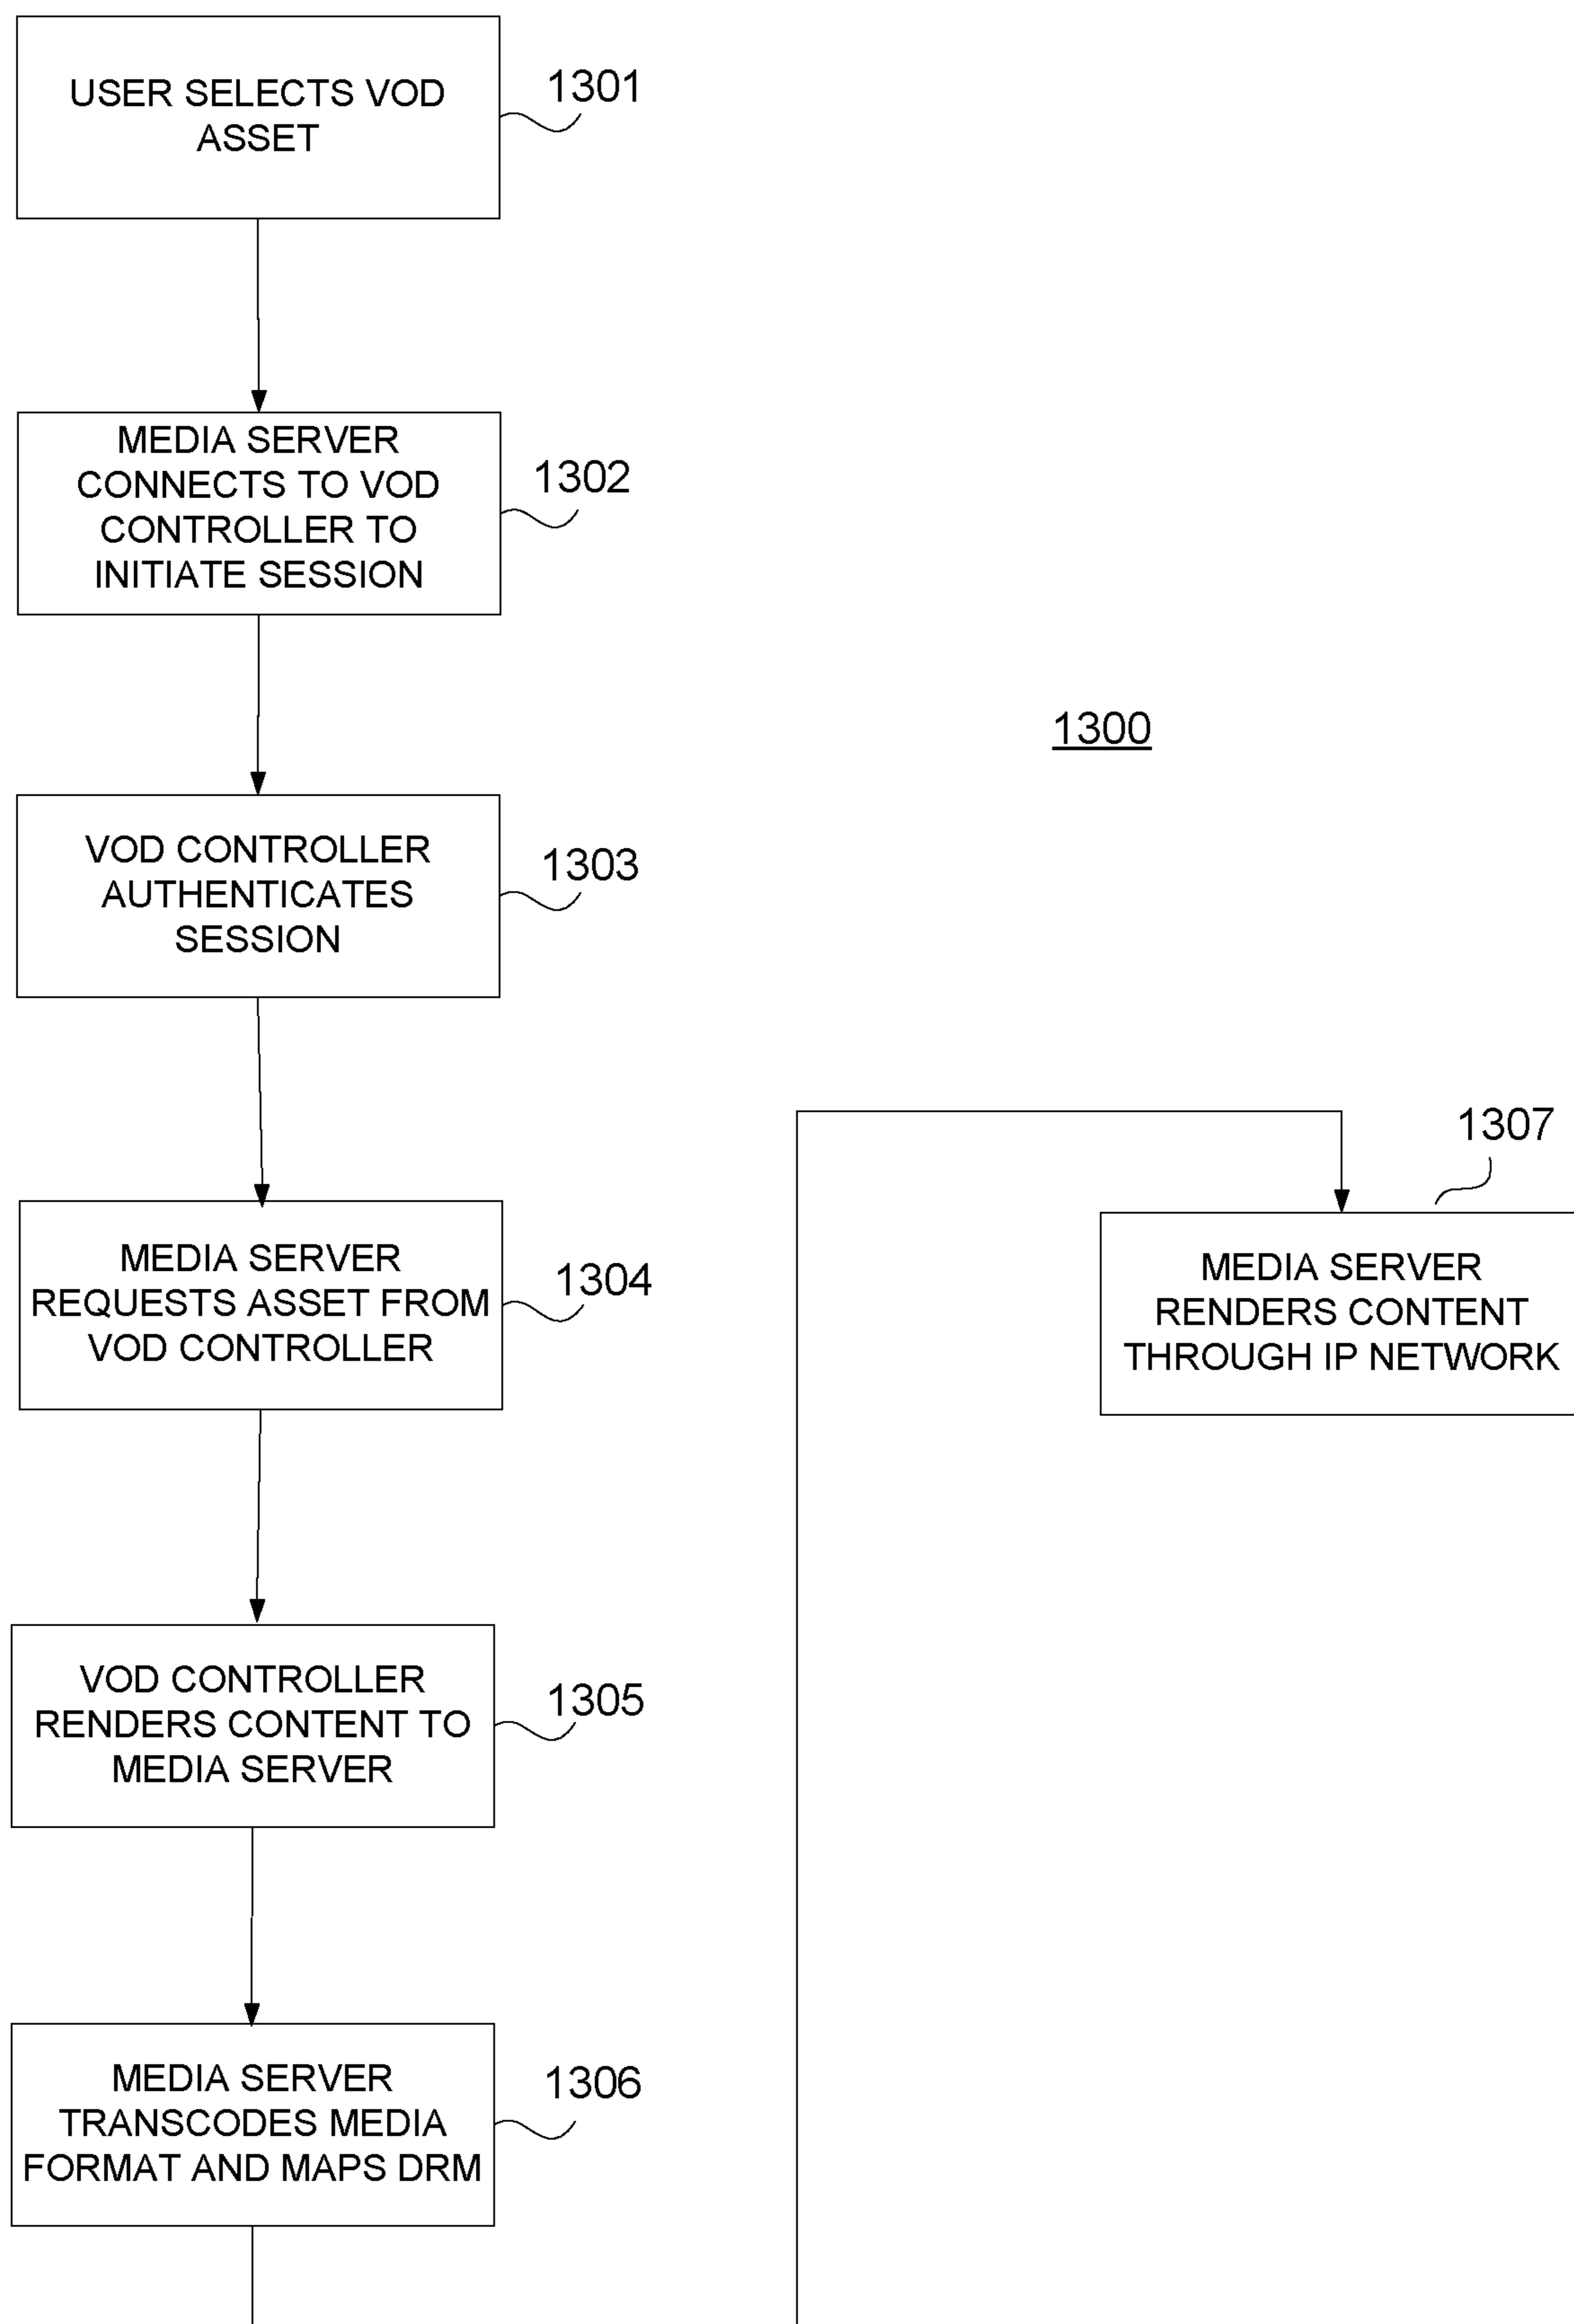 USER SELECTS VOD
ASSET
1301
MEDIA SERVER
CONNECTS TO VOD
CONTROLLER TO
INITIATE SESSION
1302
1300
VOD CONTROLLER
AUTHENTICATES
SESSION
1303
MEDIA SERVER
REQUESTS ASSET FROM
VOD CONTROLLER
1304
VOD CONTROLLER
RENDERS CONTENT TO
MEDIA SERVER
1305
MEDIA SERVER
TRANSCODES MEDIA
FORMAT AND MAPS DRM
1306
1307
MEDIA SERVER
RENDERS CONTENT
THROUGH IP NETWORK